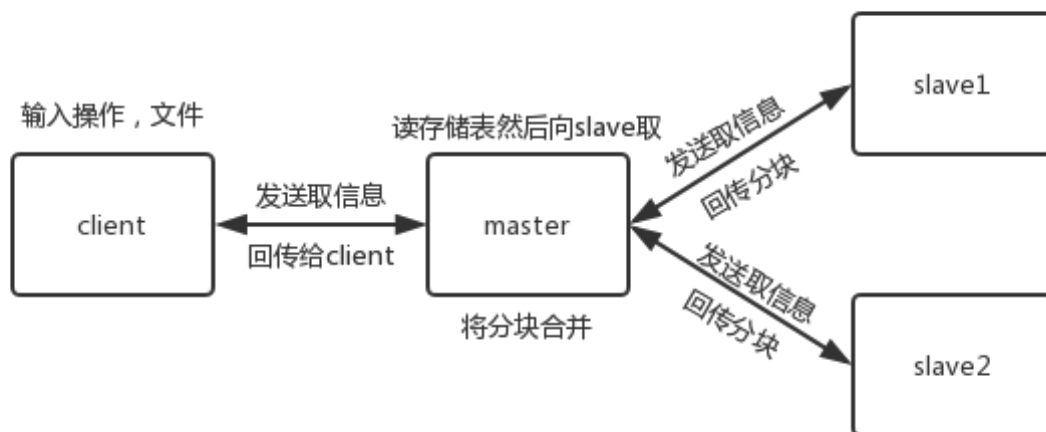 输入操作，文件
client
发送取信息
回传给client
读存储表然后向slave取
master
将分块合并
发送取信息
回传分块
slave1
发送取信息
回传分块
slave2